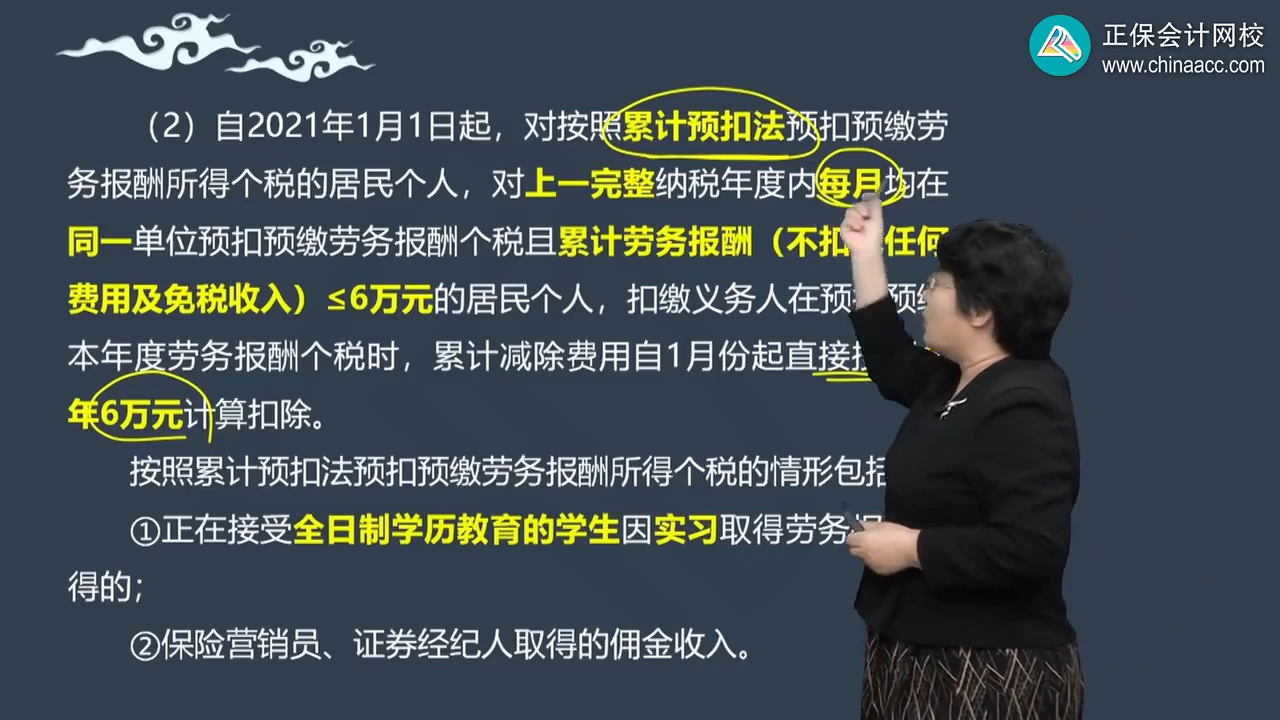 正保会计网校
www.chinaacc.com
（2）自2021年1月1日起，对按照累计预扣法预扣预缴劳
务报酬所得个税的居民个人，对上一完整纳税年度内每月均在
同一单位预扣预缴劳务报酬个税且累计劳务报酬（不扣 任何
费用及免税收入）≤6万元的居民个人，扣缴义务人在预扣预缴
本年度劳务报酬个税时，累计减除费用自1月份起直接按
年6万元计算扣除。
按照累计预扣法预扣预缴劳务报酬所得个税的情形包括
①正在接受全日制学历教育的学生因实习取得劳务报
得的；
②保险营销员、证券经纪人取得的佣金收入。